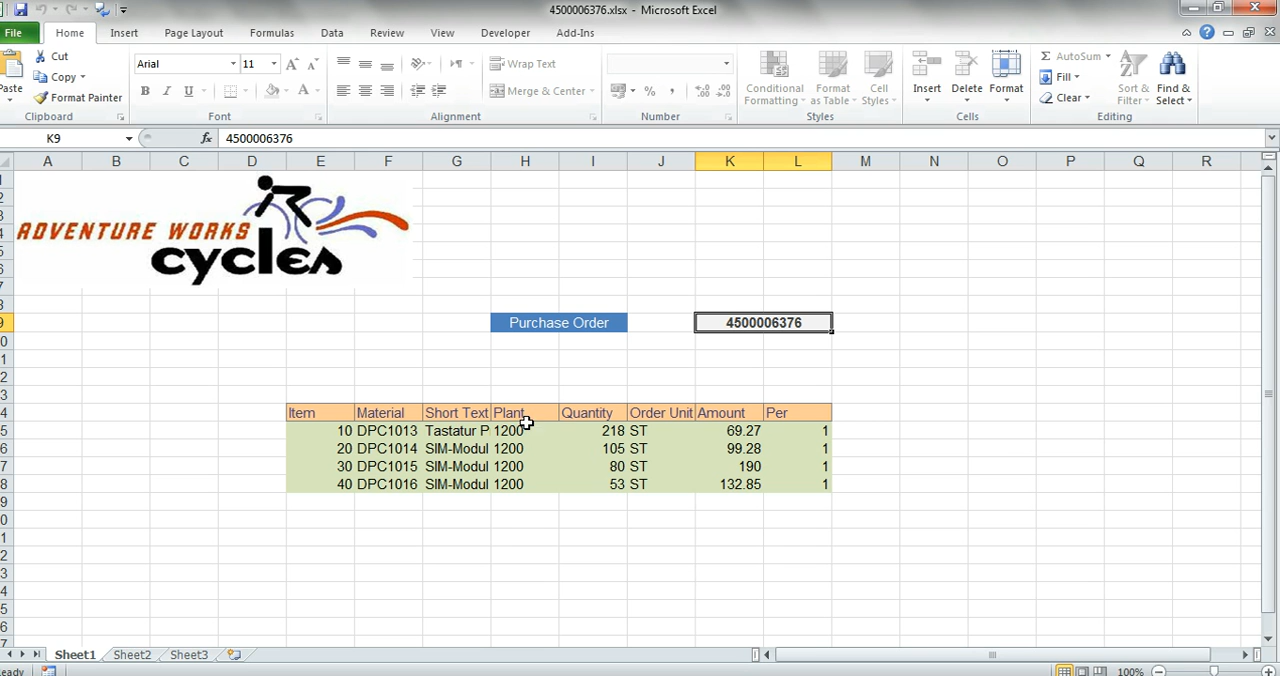 4500006376.xlsx - Microsoft Excel
File Home Insert Page Layout Formulas Data Review View Developer Add-Ins
Paste
Cut
Copy
Format Painter
Clipboard
Arial 11
B I U
A A
Font
Wrap Text
Merge & Center
Alignment
%
Number
Conditional Formatting
Format as Table
Cell Styles
Styles
Insert Delete Format
Cells
AutoSum
Fill
Clear
Sort & Filter
Find & Select
Editing
K9 fx 4500006376
A B C D E F G H I J K L M N O P Q R
ADVENTURE WORKS
cycles
Purchase Order 4500006376
Item Material Short Text Plant Quantity Order Unit Amount Per
10 DPC1013 Tastatur P 1200 218 ST 69.27 1
20 DPC1014 SIM-Modul 1200 105 ST 99.28 1
30 DPC1015 SIM-Modul 1200 80 ST 190 1
40 DPC1016 SIM-Modul 1200 53 ST 132.85 1
Sheet1 Sheet2 Sheet3
eady 100%